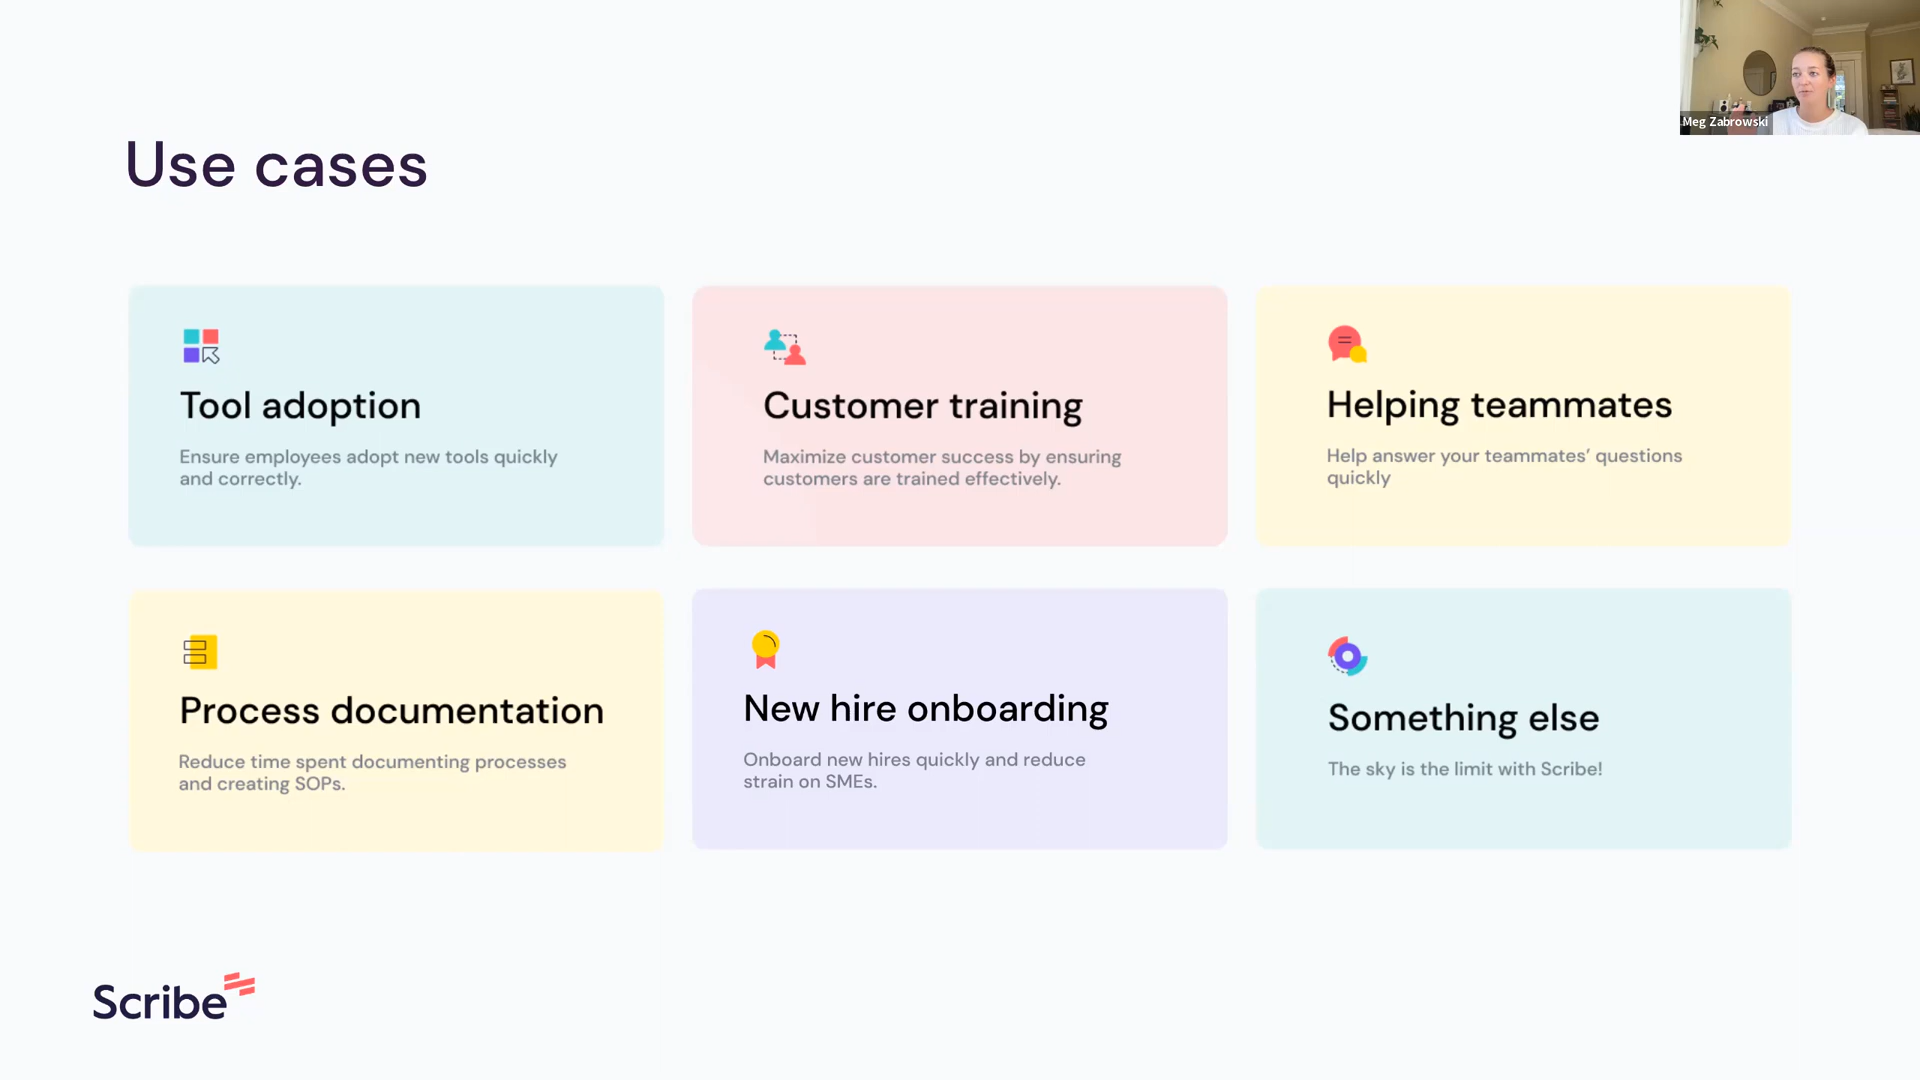 Meg Zabrowski
Use cases
Tool adoption
Ensure employees adopt new tools quickly
and correctly.
Customer training
Maximize customer success by ensuring
customers are trained effectively.
Helping teammates
Help answer your teammates’ questions
quickly
Process documentation
Reduce time spent documenting processes
and creating SOPs.
New hire onboarding
Onboard new hires quickly and reduce
strain on SMEs.
Something else
The sky is the limit with Scribe!
Scribe